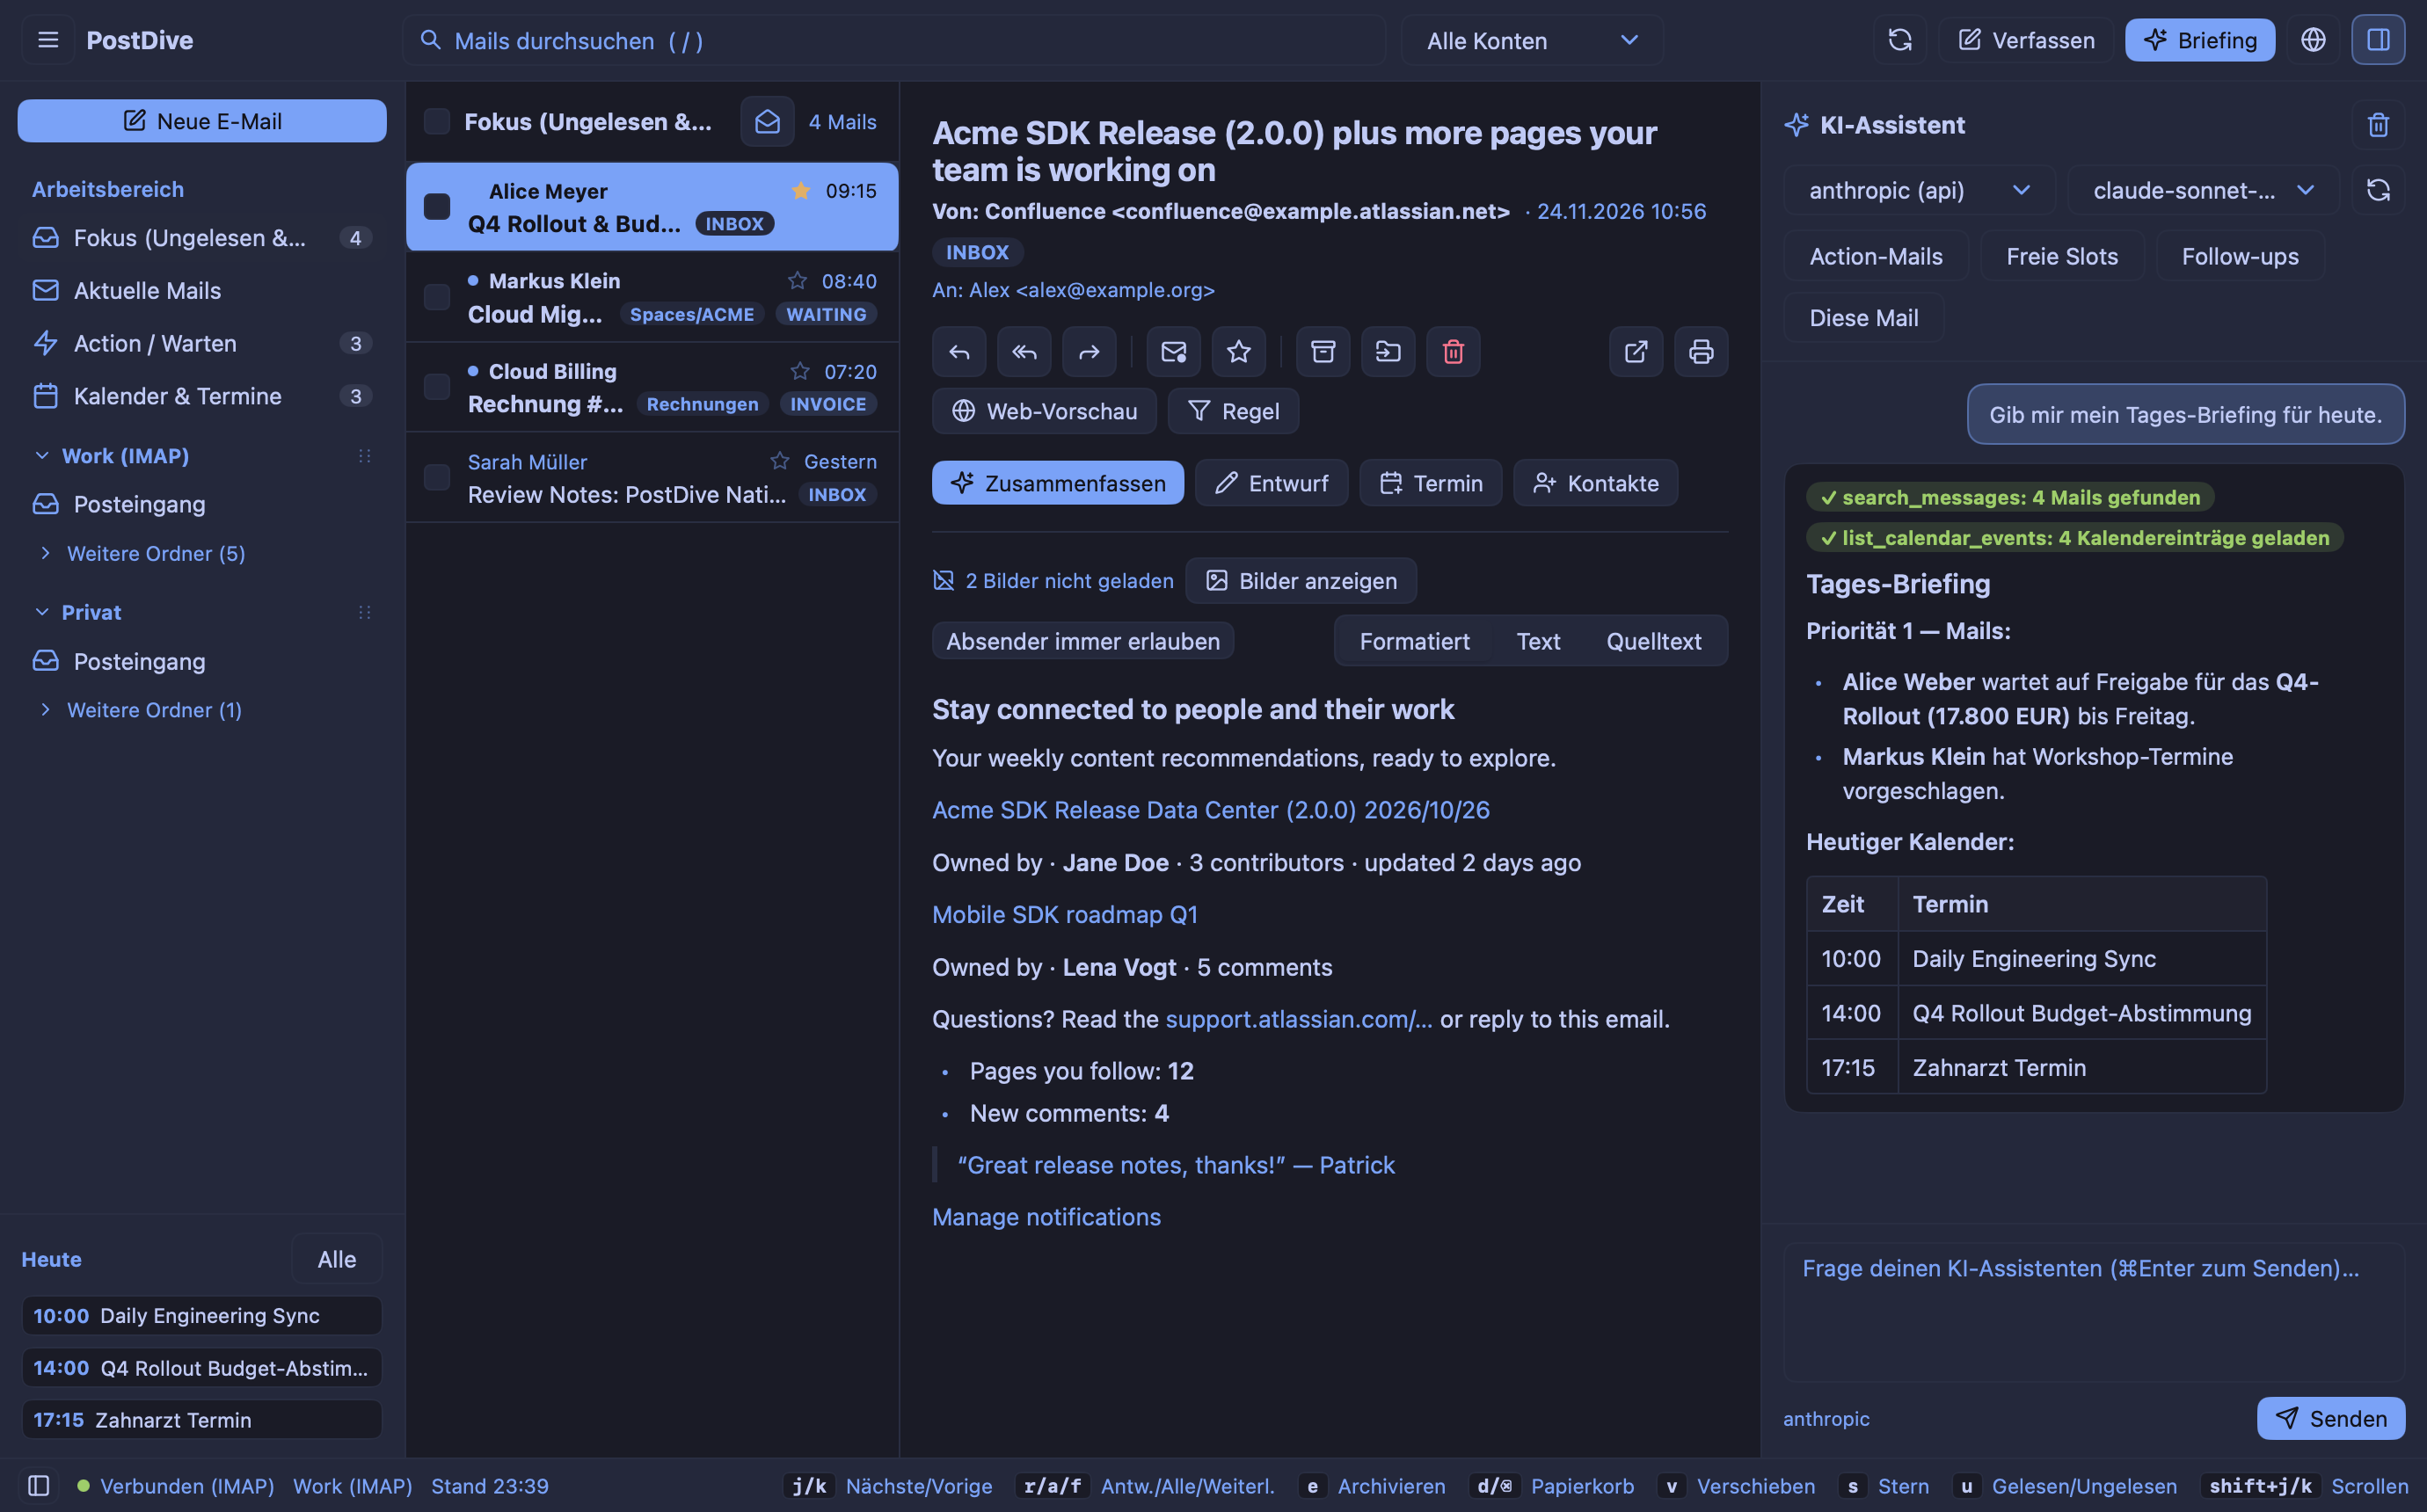 PostDive
Mails durchsuchen ( / )
Alle Konten
Verfassen
Briefing
Neue E-Mail
Arbeitsbereich
Fokus (Ungelesen &... 4
Aktuelle Mails
Action / Warten 3
Kalender & Termine 3
Work (IMAP)
Posteingang
Weitere Ordner (5)
Privat
Posteingang
Weitere Ordner (1)
Heute
Alle
10:00 Daily Engineering Sync
14:00 Q4 Rollout Budget-Abstim...
17:15 Zahnarzt Termin
Fokus (Ungelesen &... 4 Mails
Alice Meyer 09:15
Q4 Rollout & Bud... INBOX
Markus Klein 08:40
Cloud Mig... Spaces/ACME WAITING
Cloud Billing 07:20
Rechnung #... Rechnungen INVOICE
Sarah Müller Gestern
Review Notes: PostDive Nati... INBOX
Acme SDK Release (2.0.0) plus more pages your
team is working on
Von: Confluence <confluence@example.atlassian.net> · 24.11.2026 10:56
INBOX
An: Alex <alex@example.org>
Web-Vorschau
Regel
Zusammenfassen
Entwurf
Termin
Kontakte
2 Bilder nicht geladen
Bilder anzeigen
Absender immer erlauben
Formatiert
Text
Quelltext
Stay connected to people and their work
Your weekly content recommendations, ready to explore.
Acme SDK Release Data Center (2.0.0) 2026/10/26
Owned by · Jane Doe · 3 contributors · updated 2 days ago
Mobile SDK roadmap Q1
Owned by · Lena Vogt · 5 comments
Questions? Read the support.atlassian.com/... or reply to this email.
• Pages you follow: 12
• New comments: 4
“Great release notes, thanks!” — Patrick
Manage notifications
KI-Assistent
anthropic (api)
claude-sonnet-...
Action-Mails
Freie Slots
Follow-ups
Diese Mail
Gib mir mein Tages-Briefing für heute.
✓ search_messages: 4 Mails gefunden
✓ list_calendar_events: 4 Kalendereinträge geladen
Tages-Briefing
Priorität 1 — Mails:
• Alice Weber wartet auf Freigabe für das Q4-
Rollout (17.800 EUR) bis Freitag.
• Markus Klein hat Workshop-Termine
vorgeschlagen.
Heutiger Kalender:
Zeit Termin
10:00 Daily Engineering Sync
14:00 Q4 Rollout Budget-Abstimmung
17:15 Zahnarzt Termin
Frage deinen KI-Assistenten (⌘Enter zum Senden)...
anthropic
Senden
Verbunden (IMAP) Work (IMAP) Stand 23:39
j/k Nächste/Vorige r/a/f Antw./Alle/Weiterl. e Archivieren d/⌫ Papierkorb v Verschieben s Stern u Gelesen/Ungelesen shift+j/k Scrollen